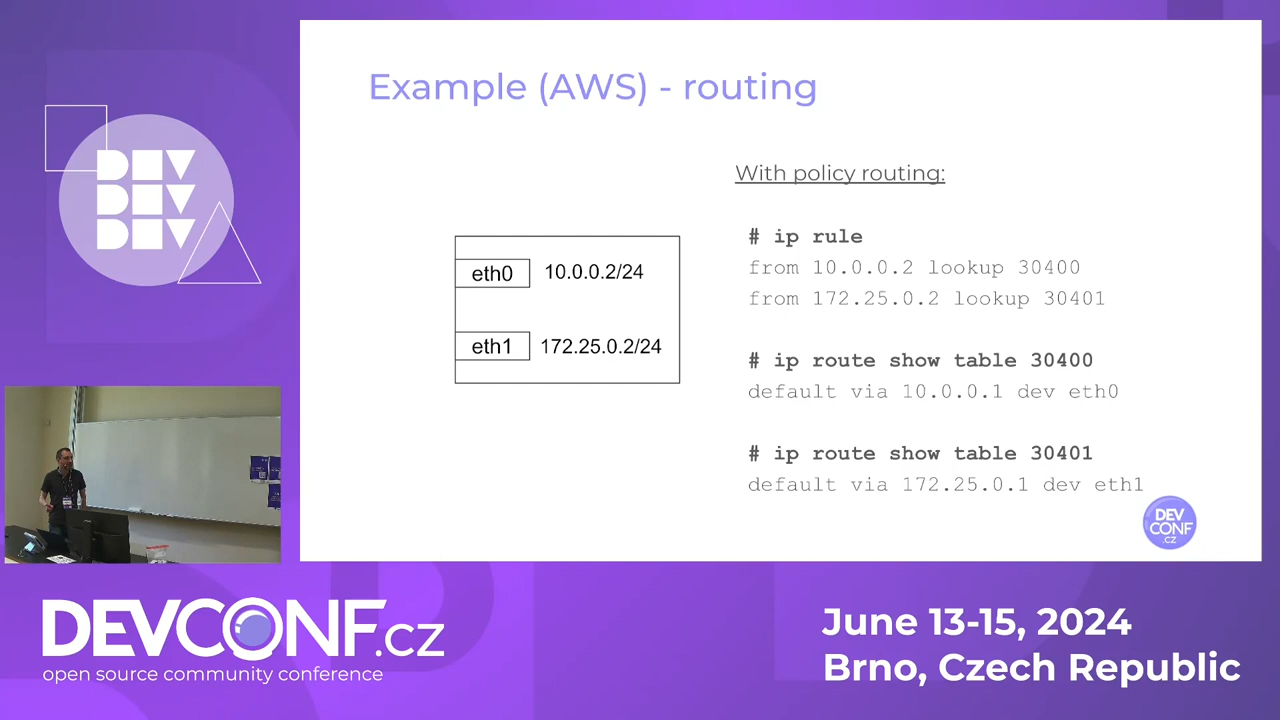 Example (AWS) - routing
With policy routing:
# ip rule
from 10.0.0.2 lookup 30400
from 172.25.0.2 lookup 30401
# ip route show table 30400
default via 10.0.0.1 dev eth0
# ip route show table 30401
default via 172.25.0.1 dev eth1
eth0 10.0.0.2/24
eth1 172.25.0.2/24
DEV
CONF
.cz
DEV
DEV
DEV
DEVCONF.cz
open source community conference
June 13-15, 2024
Brno, Czech Republic